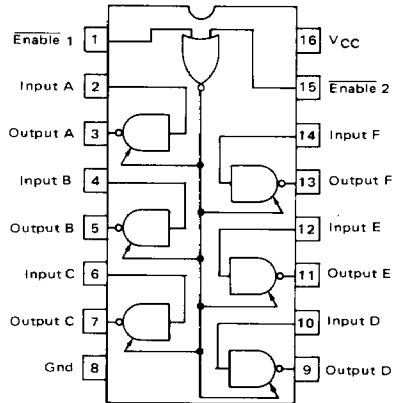 Enable 1 1
Input A 2
Output A 3
Input B 4
Output B 5
Input C 6
Output C 7
Gnd 8
16 VCC
15 Enable 2
14 Input F
13 Output F
12 Input E
11 Output E
10 Input D
9 Output D